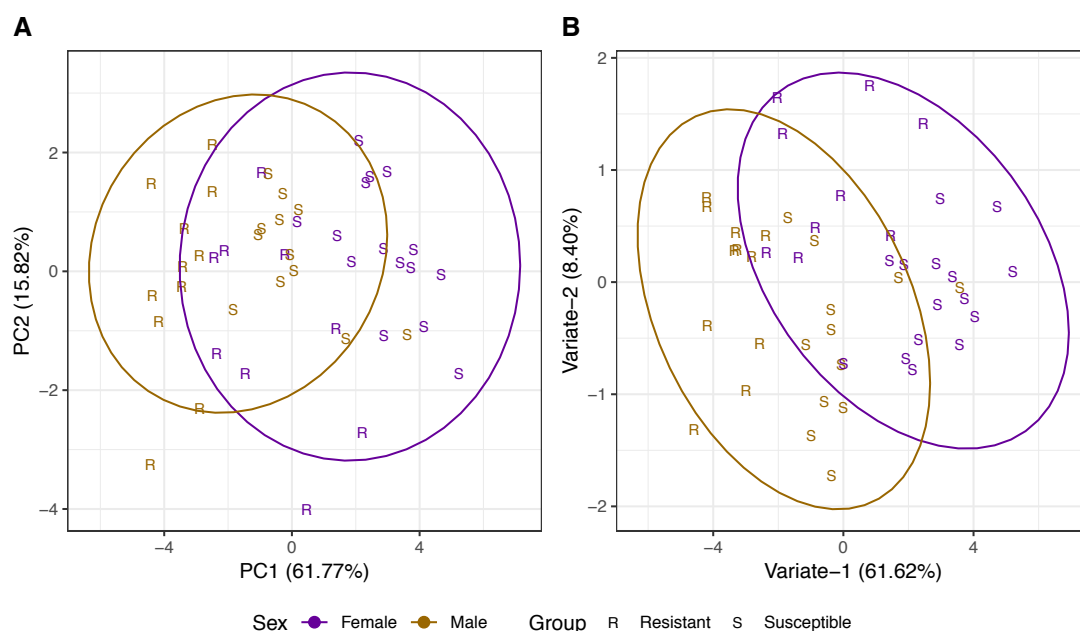 A
B
2
0
−2
−4
PC2 (15.82%)
−4
0
4
PC1 (61.77%)
2
1
0
−1
−2
Variate−2 (8.40%)
−4
0
4
Variate−1 (61.62%)
Sex Female Male Group R Resistant S Susceptible